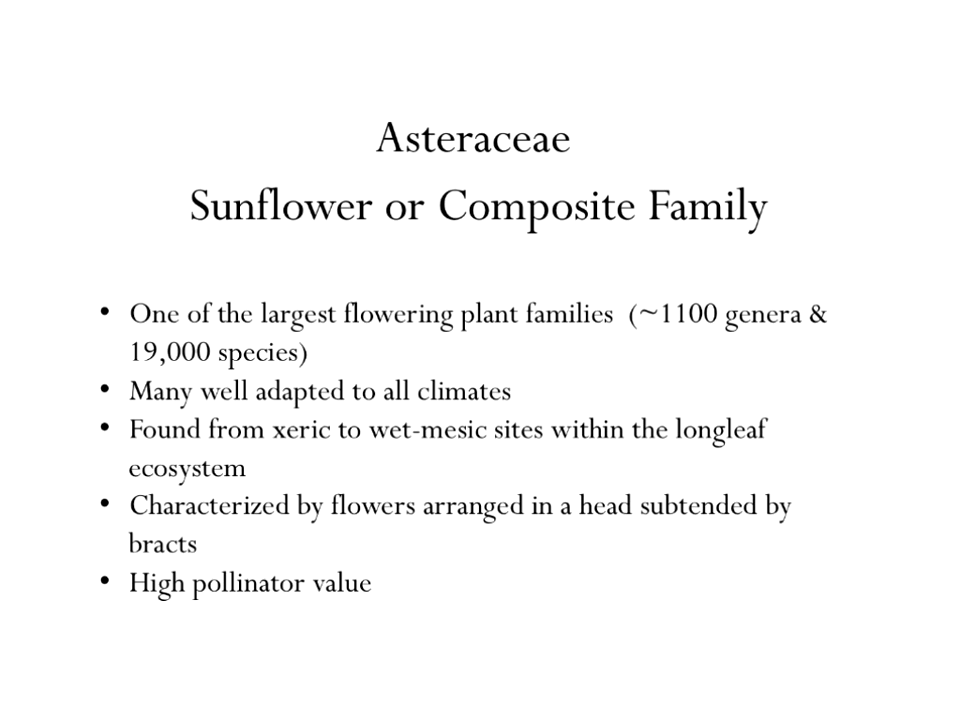 Asteraceae
Sunflower or Composite Family
• One of the largest flowering plant families  (~1100 genera &
19,000 species)
• Many well adapted to all climates
• Found from xeric to wet-mesic sites within the longleaf
ecosystem
• Characterized by flowers arranged in a head subtended by
bracts
• High pollinator value